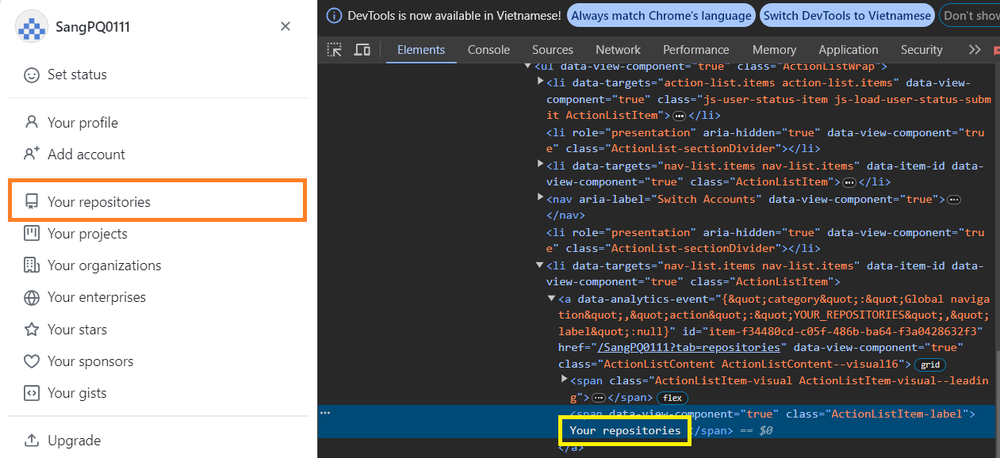 SangPQ0111
Set status
Your profile
Add account
Your repositories
Your projects
Your organizations
Your enterprises
Your stars
Your sponsors
Your gists
Upgrade
DevTools is now available in Vietnamese! Always match Chrome's language Switch DevTools to Vietnamese Don't show
Elements Console Sources Network Performance Memory Application Security
<ul data-view-component="true" class="ActionListWrap">
<li data-targets="action-list.items action-list.items" data-view-
component="true" class="js-user-status-item js-load-user-status-subm
it ActionListItem">…</li>
<li role="presentation" aria-hidden="true" data-view-component="tru
e" class="ActionList-sectionDivider"></li>
<li data-targets="nav-list.items nav-list.items" data-item-id data-
view-component="true" class="ActionListItem">…</li>
<nav aria-label="Switch Accounts" data-view-component="true">…
</nav>
<li role="presentation" aria-hidden="true" data-view-component="tru
e" class="ActionList-sectionDivider"></li>
<li data-targets="nav-list.items nav-list.items" data-item-id data-
view-component="true" class="ActionListItem">
<a data-analytics-event="{&quot;category&quot;:&quot;Global naviga
tion&quot;,&quot;action&quot;:&quot;YOUR_REPOSITORIES&quot;,&quot;
label&quot;:null}" id="item-f34480cd-c05f-486b-ba64-f3a0428632f3"
href="/SangPQ0111?tab=repositories" data-view-component="true"
class="ActionListContent ActionListContent--visual16"> grid
<span class="ActionListItem-visual ActionListItem-visual--leadin
g">…</span> flex
<span data-view-component="true" class="ActionListItem-label">
Your repositories </span> == $0
</a>